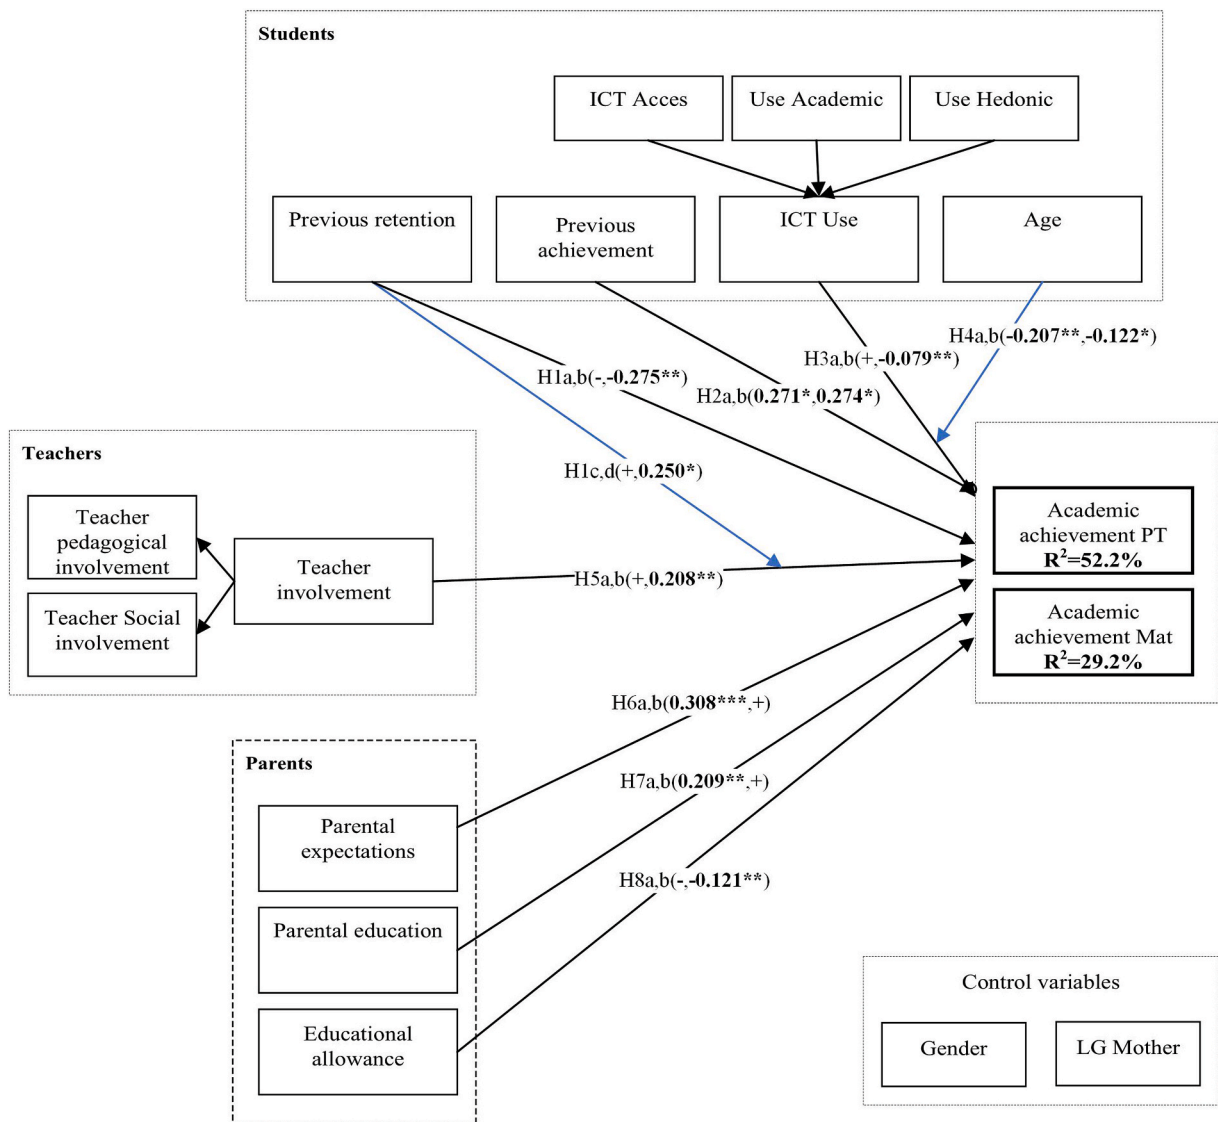 Students
ICT Acces
Use Academic
Use Hedonic
Previous retention
Previous
achievement
ICT Use
Age
H4a,b(-0.207**,-0.122*)
H3a,b(+,-0.079**)
H1a,b(-,-0.275**)
H2a,b(0.271*,0.274*)
H1c,d(+,0.250*)
Teachers
Teacher
pedagogical
involvement
Teacher Social
involvement
Teacher
involvement
H5a,b(+,0.208**)
Academic
achievement PT
R²=52.2%
Academic
achievement Mat
R²=29.2%
H6a,b(0.308***,+)
H7a,b(0.209**,+)
H8a,b(-,-0.121**)
Parents
Parental
expectations
Parental education
Educational
allowance
Control variables
Gender
LG Mother